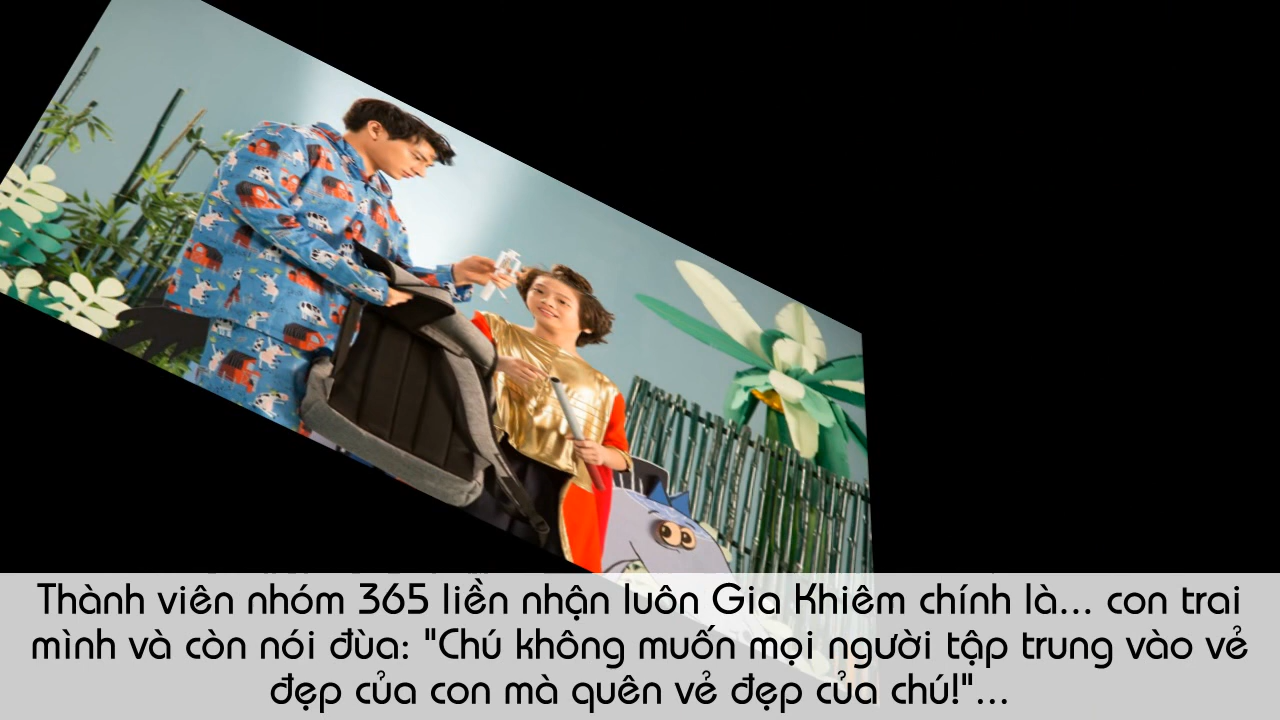 Thành viên nhóm 365 liền nhận luôn Gia Khiêm chính là... con trai
mình và còn nói đùa: "Chú không muốn mọi người tập trung vào vẻ
đẹp của con mà quên vẻ đẹp của chú!"...